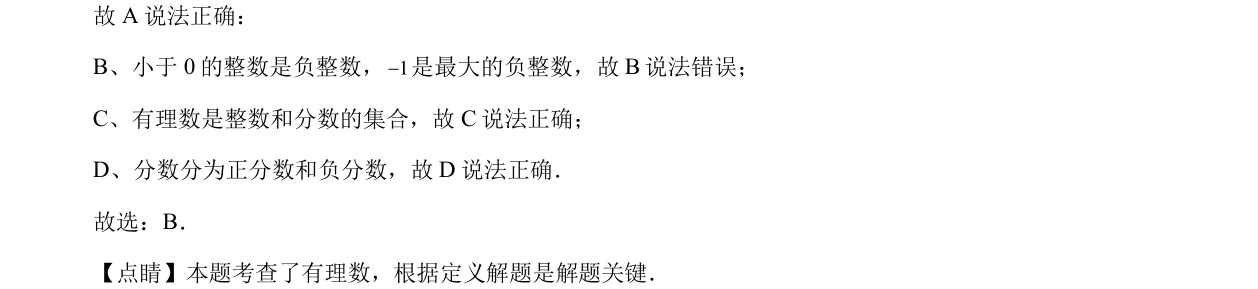 故 A 说法正确：
B、小于 0 的整数是负整数，−1是最大的负整数，故 B 说法错误；
C、有理数是整数和分数的集合，故 C 说法正确；
D、分数分为正分数和负分数，故 D 说法正确．
故选：B．
【点睛】本题考查了有理数，根据定义解题是解题关键．